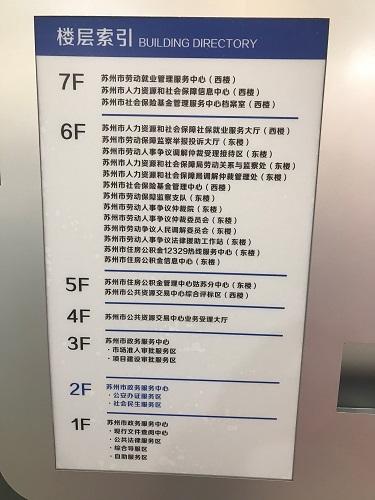 楼层索引 BUILDING DIRECTORY
7F
苏州市劳动就业管理服务中心（西楼）
苏州市人力资源和社会保障信息中心（西楼）
苏州市社会保险基金管理服务中心档案室（西楼）
6F
苏州市人力资源和社会保障社保就业服务大厅（西楼）
苏州市劳动保障监察举报投诉大厅（东楼）
苏州市劳动人事争议调解仲裁受理接待区（东楼）
苏州市人力资源和社会保障局劳动关系与监察处（东楼）
苏州市人力资源和社会保障局调解仲裁管理处（东楼）
苏州市社会保险基金管理中心（西楼）
苏州市劳动保障监察支队（东楼）
苏州市劳动人事争议仲裁院（东楼）
苏州市劳动人事争议仲裁委员会（东楼）
苏州市劳动争议人民调解委员会（东楼）
苏州市劳动人事争议法律援助工作站（东楼）
苏州市住房公积金12329热线服务中心（东楼）
苏州市住房公积金信息中心（东楼）
5F
苏州市住房公积金管理中心姑苏分中心（东楼）
苏州市公共资源交易中心综合评标区（西楼）
4F
苏州市公共资源交易中心业务受理大厅
3F
苏州市政务服务中心
·市场准入审批服务区
·项目建设审批服务区
2F
苏州市政务服务中心
·公安办证服务区
·社会民生服务区
1F
苏州市政务服务中心
·现行文件查阅中心
·公共法律服务区
·综合导服区
·自助服务区